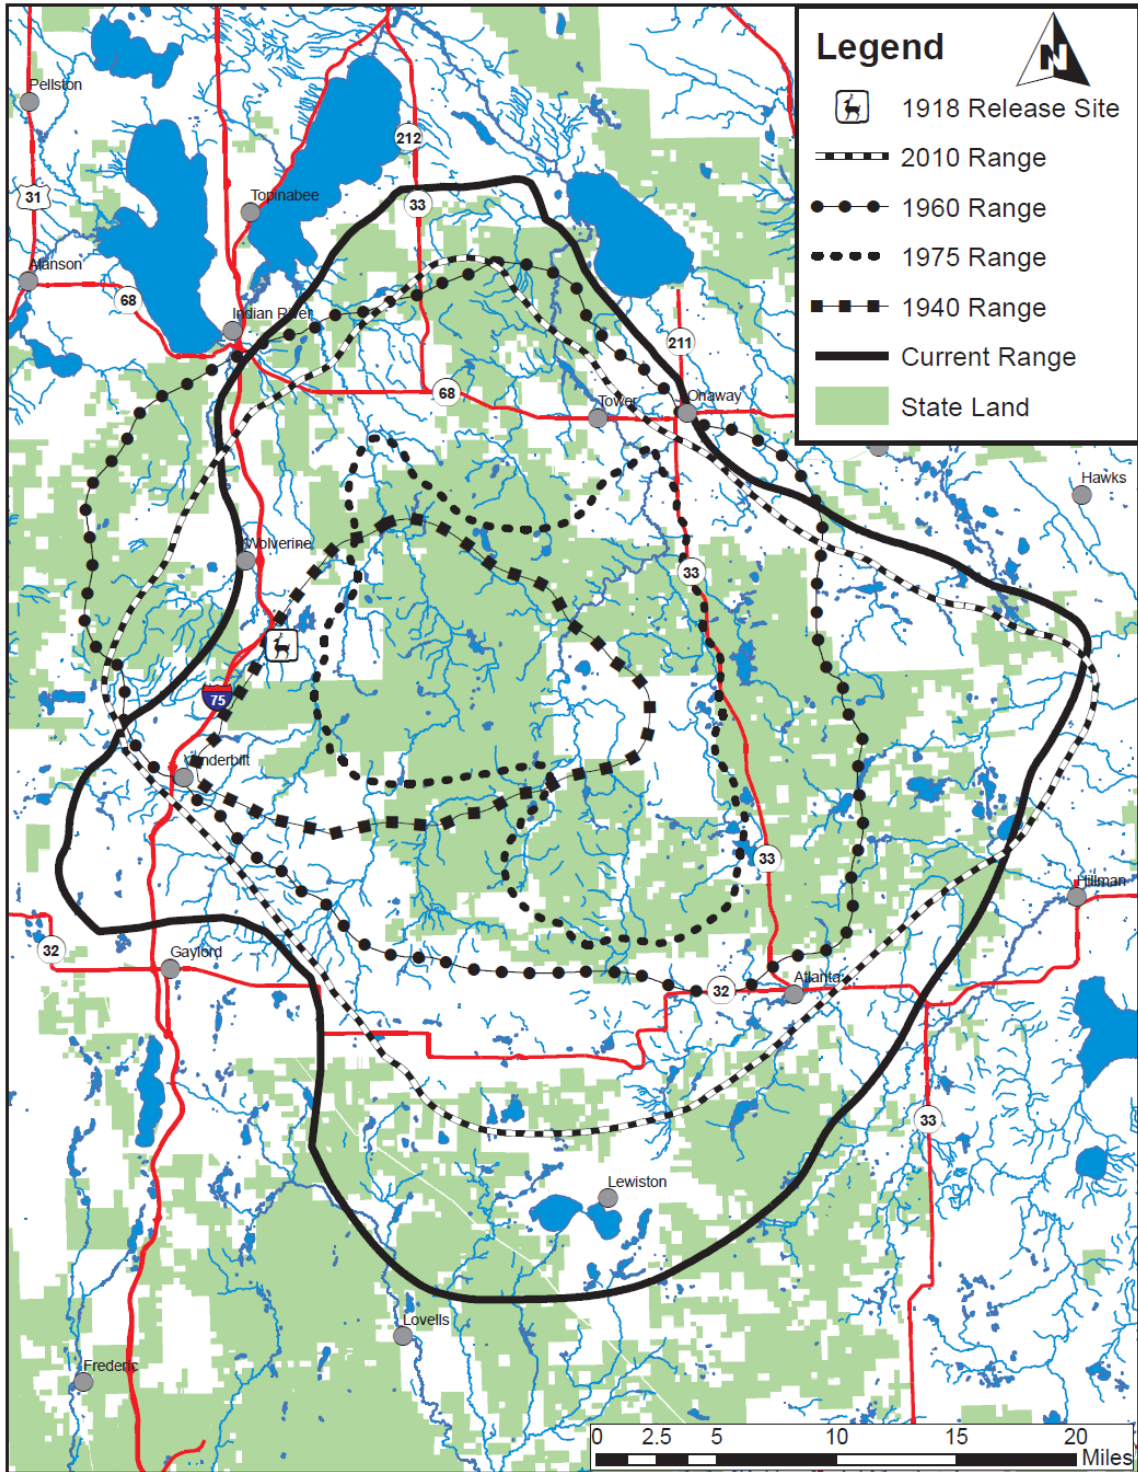 Legend
N
1918 Release Site
2010 Range
1960 Range
1975 Range
1940 Range
Current Range
State Land
Pellston
212
31
Topinabee
33
Alanson
68
Indian River
211
68
Tower
Onaway
Hawks
Wolverine
33
75
Vanderbilt
33
Hillman
32
Gaylord
Atlanta
32
33
Lewiston
Lovells
Frederic
0 2.5 5 10 15 20
Miles